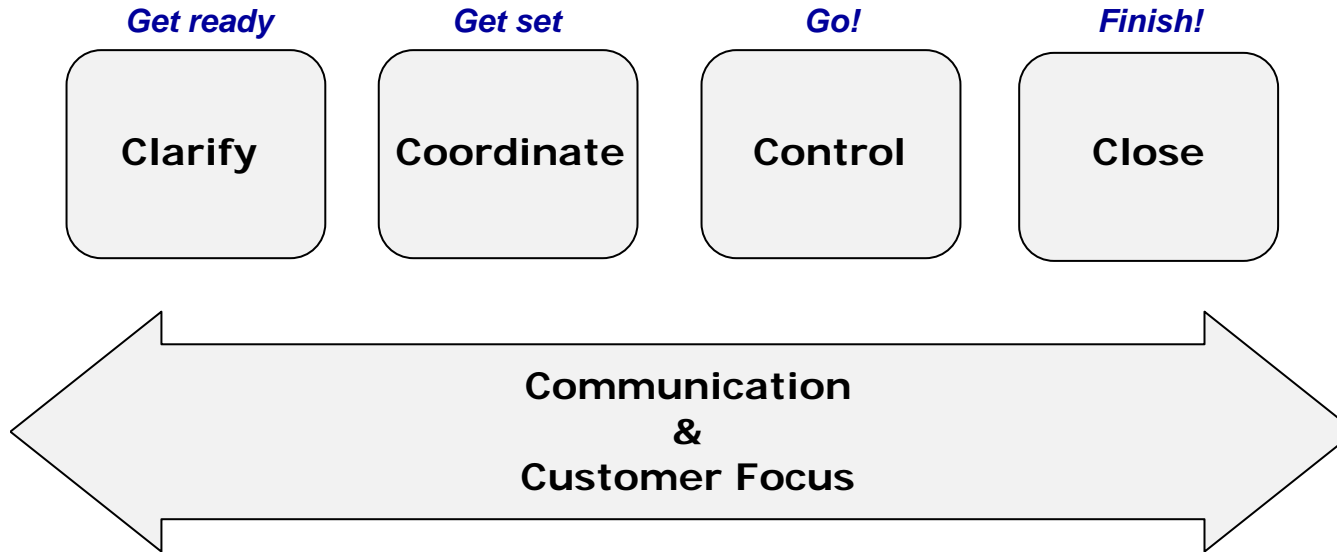 Get ready
Get set
Go!
Finish!
Clarify
Coordinate
Control
Close
Communication
&
Customer Focus